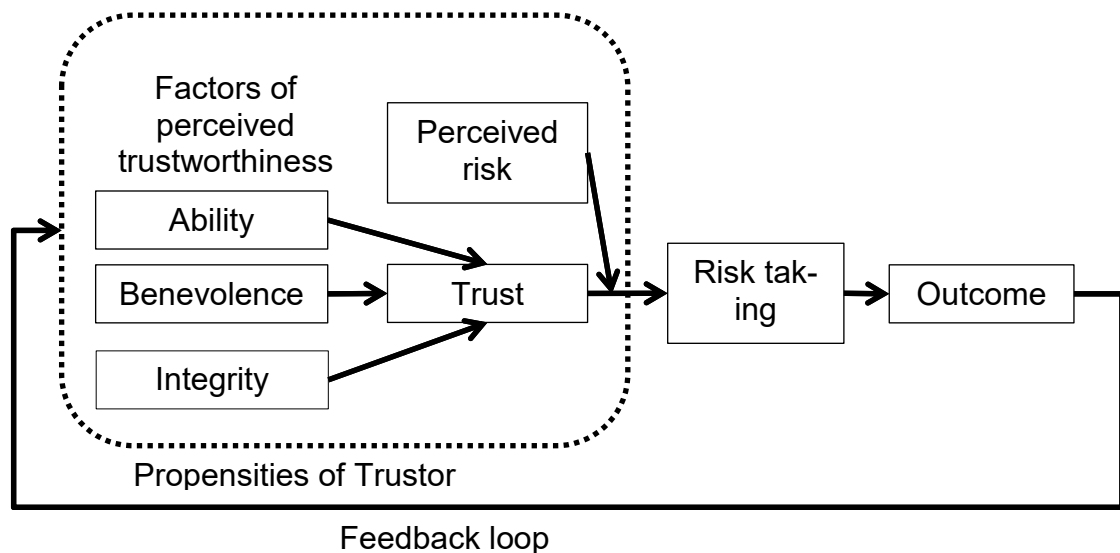 Factors of
perceived
trustworthiness
Perceived
risk
Ability
Benevolence
Integrity
Trust
Risk tak-
ing
Outcome
Propensities of Trustor
Feedback loop